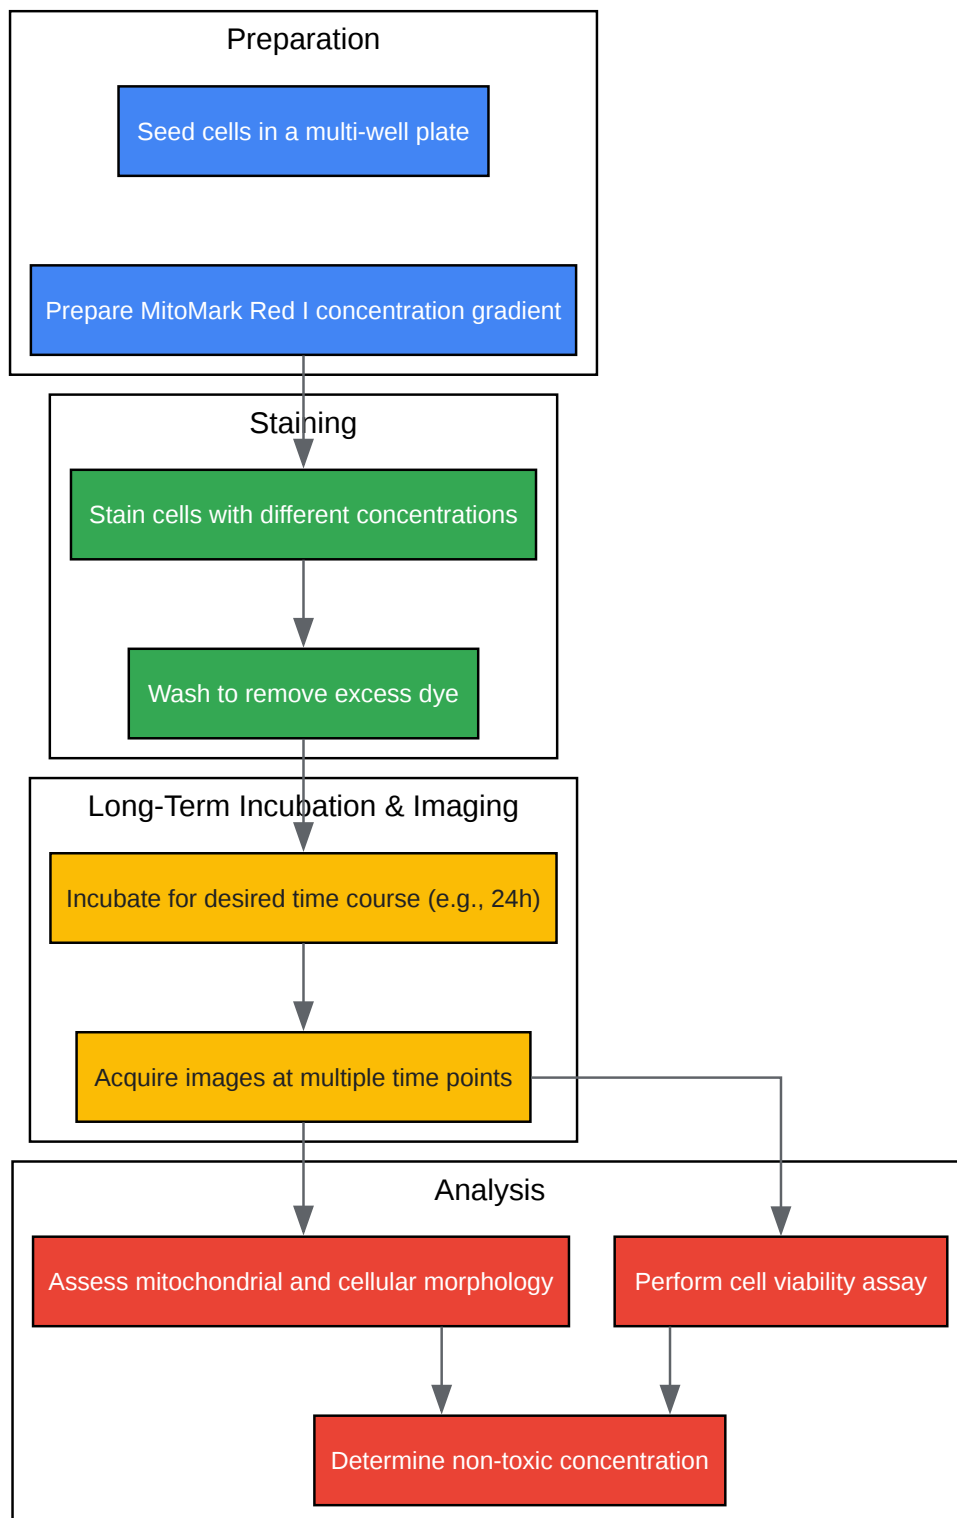 Preparation
Seed cells in a multi-well plate
Prepare MitoMark Red I concentration gradient
Staining
Stain cells with different concentrations
Wash to remove excess dye
Long-Term Incubation & Imaging
Incubate for desired time course (e.g., 24h)
Acquire images at multiple time points
Analysis
Assess mitochondrial and cellular morphology
Perform cell viability assay
Determine non-toxic concentration